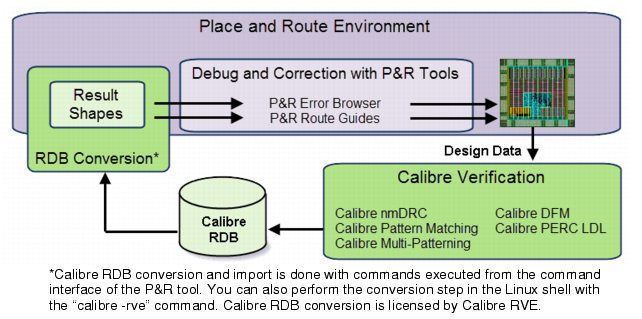 Place and Route Environment
Debug and Correction with P&R Tools
Result
Shapes
P&R Error Browser
P&R Route Guides
RDB Conversion*
Design Data
Calibre Verification
Calibre nmDRC
Calibre DFM
Calibre Pattern Matching
Calibre PERC LDL
Calibre Multi-Patterning
Calibre
RDB
*Calibre RDB conversion and import is done with commands executed from the command
interface of the P&R tool. You can also perform the conversion step in the Linux shell with
the “calibre -rve” command. Calibre RDB conversion is licensed by Calibre RVE.